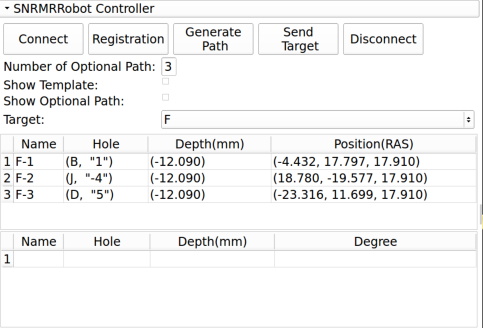 SNRMRRobot Controller
Connect Registration Generate Path Send Target Disconnect
Number of Optional Path: 3
Show Template:
Show Optional Path:
Target: F
Name Hole Depth(mm) Position(RAS)
1 F-1 (B, "1") (-12.090) (-4.432, 17.797, 17.910)
2 F-2 (J, "-4") (-12.090) (18.780, -19.577, 17.910)
3 F-3 (D, "5") (-12.090) (-23.316, 11.699, 17.910)
Name Hole Depth(mm) Degree
1